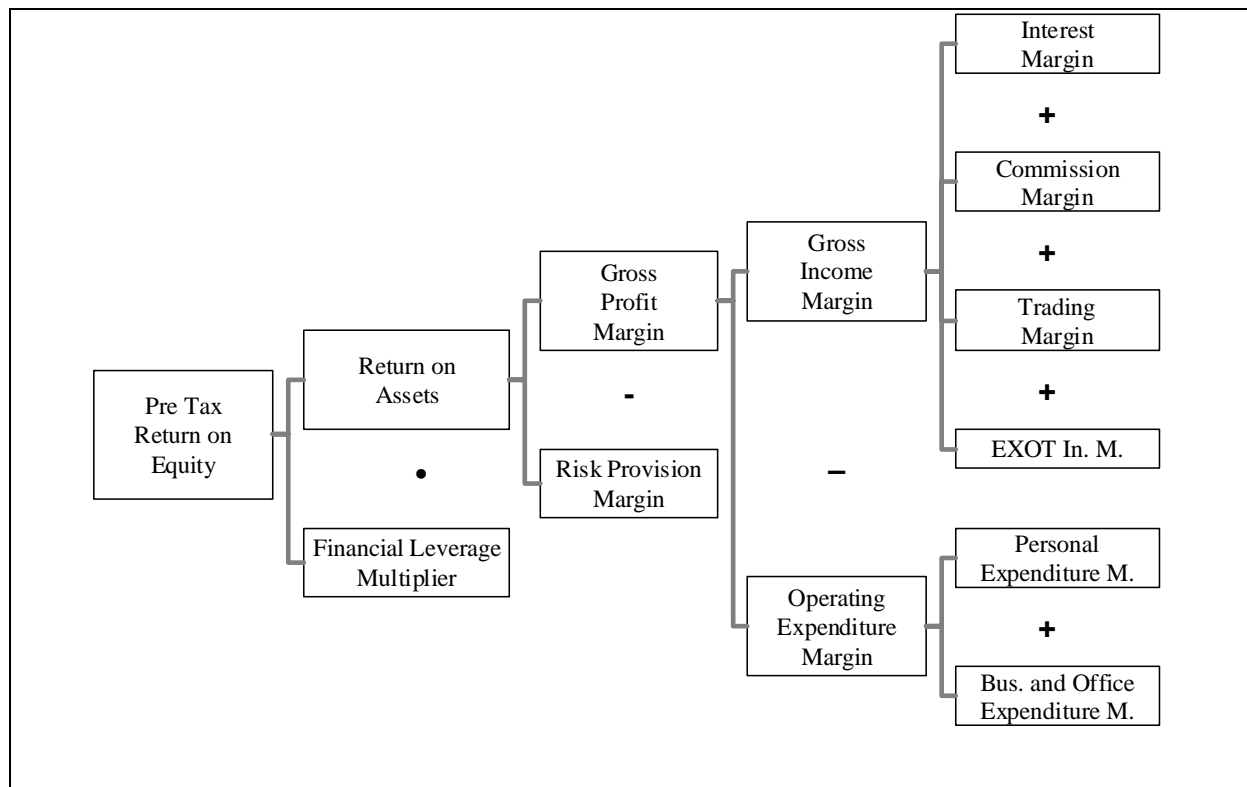 Pre Tax
Return on
Equity
Return on
Assets
•
Financial Leverage
Multiplier
Gross
Profit
Margin
-
Risk Provision
Margin
Gross
Income
Margin
–
Operating
Expenditure
Margin
Interest
Margin
+
Commission
Margin
+
Trading
Margin
+
EXOT In. M.
Personal
Expenditure M.
+
Bus. and Office
Expenditure M.